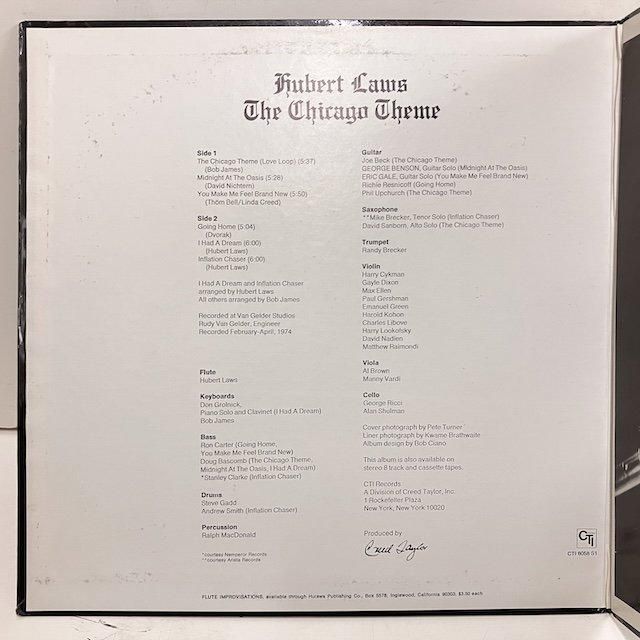 Hubert Laws
The Chicago Theme
Side 1
The Chicago Theme (Love Loop) (5:37)
(Bob James)
Midnight At The Oasis (5:28)
(David Nichtern)
You Make Me Feel Brand New (5:50)
(Thom Bell/Linda Creed)
Side 2
Going Home (5:04)
(Dvorak)
I Had A Dream (6:00)
(Hubert Laws)
Inflation Chaser (6:00)
(Hubert Laws)
I Had A Dream and Inflation Chaser
arranged by Hubert Laws
All others arranged by Bob James
Recorded at Van Gelder Studios
Rudy Van Gelder, Engineer
Recorded February-April, 1974
Flute
Hubert Laws
Keyboards
Don Grolnick,
Piano Solo and Clavinet (I Had A Dream)
Bob James
Bass
Ron Carter (Going Home,
You Make Me Feel Brand New)
Doug Bascomb (The Chicago Theme,
Midnight At The Oasis, I Had A Dream)
*Stanley Clarke (Inflation Chaser)
Drums
Steve Gadd
Andrew Smith (Inflation Chaser)
Percussion
Ralph MacDonald
*courtesy Nemperor Records
**courtesy Arista Records
Guitar
Joe Beck (The Chicago Theme)
GEORGE BENSON, Guitar Solo (Midnight At The Oasis)
ERIC GALE, Guitar Solo (You Make Me Feel Brand New)
Richie Resnicoff (Going Home)
Phil Upchurch (The Chicago Theme)
Saxophone
**Mike Brecker, Tenor Solo (Inflation Chaser)
David Sanborn, Alto Solo (The Chicago Theme)
Trumpet
Randy Brecker
Violin
Harry Cykman
Gayle Dixon
Max Ellen
Paul Gershman
Emanuel Green
Harold Kohon
Charles Libove
Harry Lookofsky
David Nadien
Matthew Raimondi
Viola
Al Brown
Manny Vardi
Cello
George Ricci
Alan Shulman
Cover photograph by Pete Turner
Liner photograph by Kwame Brathwaite
Album design by Bob Ciano
This album is also available on
stereo 8 track and cassette tapes.
CTI Records
A Division of Creed Taylor, Inc.
1 Rockefeller Plaza
New York, New York 10020
Produced by
Creed Taylor
CTI
CTI 6058 S1
FLUTE IMPROVISATIONS, available through Hulaws Publishing Co., Box 5578, Inglewood, California 90303, $3.50 each